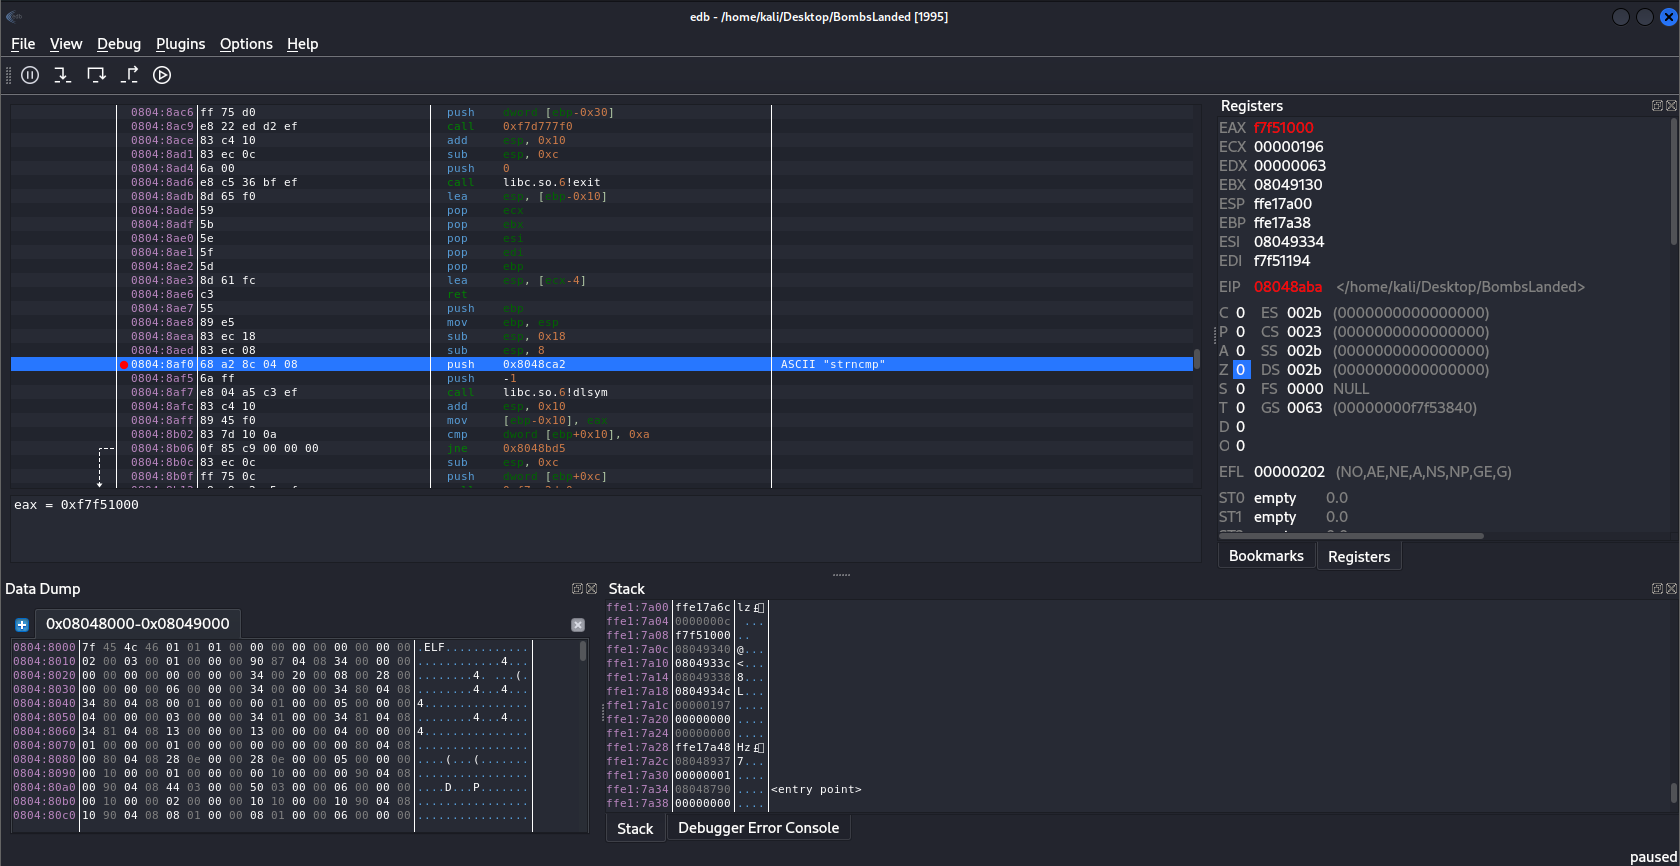 edb - /home/kali/Desktop/BombsLanded [1995]
File View Debug Plugins Options Help
0804:8ac6 ff 75 d0 push dword [ebp-0x30]
0804:8ac9 e8 22 ed d2 ef call 0xf7d777f0
0804:8ace 83 c4 10 add esp, 0x10
0804:8ad1 83 ec 0c sub esp, 0xc
0804:8ad4 6a 00 push 0
0804:8ad6 e8 c5 36 bf ef call libc.so.6!exit
0804:8adb 8d 65 f0 lea esp, [ebp-0x10]
0804:8ade 59 pop ecx
0804:8adf 5b pop ebx
0804:8ae0 5e pop esi
0804:8ae1 5f pop edi
0804:8ae2 5d pop ebp
0804:8ae3 8d 61 fc lea esp, [ecx-4]
0804:8ae6 c3 ret
0804:8ae7 55 push ebp
0804:8ae8 89 e5 mov ebp, esp
0804:8aea 83 ec 18 sub esp, 0x18
0804:8aed 83 ec 08 sub esp, 8
0804:8af0 68 a2 8c 04 08 push 0x8048ca2 ASCII "strncmp"
0804:8af5 6a ff push -1
0804:8af7 e8 04 a5 c3 ef call libc.so.6!dlsym
0804:8afc 83 c4 10 add esp, 0x10
0804:8aff 89 45 f0 mov [ebp-0x10], eax
0804:8b02 83 7d 10 0a cmp dword [ebp+0x10], 0xa
0804:8b06 0f 85 c9 00 00 00 jne 0x8048bd5
0804:8b0c 83 ec 0c sub esp, 0xc
0804:8b0f ff 75 0c push dword [ebp+0xc]
eax = 0xf7f51000
Registers
EAX f7f51000
ECX 00000196
EDX 00000063
EBX 08049130
ESP ffe17a00
EBP ffe17a38
ESI 08049334
EDI f7f51194
EIP 08048aba </home/kali/Desktop/BombsLanded>
C 0 ES 002b (0000000000000000)
P 0 CS 0023 (0000000000000000)
A 0 SS 002b (0000000000000000)
Z 0 DS 002b (0000000000000000)
S 0 FS 0000 NULL
T 0 GS 0063 (00000000f7f53840)
D 0
O 0
EFL 00000202 (NO,AE,NE,A,NS,NP,GE,G)
ST0 empty 0.0
ST1 empty 0.0
Bookmarks Registers
Data Dump
0x08048000-0x08049000
0804:8000 7f 45 4c 46 01 01 01 00 00 00 00 00 00 00 00 00 .ELF............
0804:8010 02 00 03 00 01 00 00 00 90 87 04 08 34 00 00 00 ............4...
0804:8020 00 00 00 00 00 00 00 00 34 00 20 00 08 00 28 00 ........4. ...(.
0804:8030 00 00 00 00 06 00 00 00 34 00 00 00 34 80 04 08 ........4...4...
0804:8040 34 80 04 08 00 01 00 00 00 01 00 00 05 00 00 00 4...............
0804:8050 04 00 00 00 03 00 00 00 34 01 00 00 34 81 04 08 ........4...4...
0804:8060 34 81 04 08 13 00 00 00 13 00 00 00 04 00 00 00 4...............
0804:8070 01 00 00 00 01 00 00 00 00 00 00 00 00 80 04 08 ................
0804:8080 00 80 04 08 28 0e 00 00 28 0e 00 00 05 00 00 00 ....(...(.......
0804:8090 00 10 00 00 01 00 00 00 00 10 00 00 00 90 04 08 ................
0804:80a0 00 90 04 08 44 03 00 00 50 03 00 00 06 00 00 00 ....D...P.......
0804:80b0 00 10 00 00 02 00 00 00 10 10 00 00 10 90 04 08 ................
0804:80c0 10 90 04 08 08 01 00 00 08 01 00 00 06 00 00 00 ................
Stack
ffe1:7a00 ffe17a6c lz
ffe1:7a04 0000000c ...
ffe1:7a08 f7f51000 ..
ffe1:7a0c 08049340 @...
ffe1:7a10 0804933c <...
ffe1:7a14 08049338 8...
ffe1:7a18 0804934c L...
ffe1:7a1c 00000197 ....
ffe1:7a20 00000000 ....
ffe1:7a24 00000000 ....
ffe1:7a28 ffe17a48 Hz
ffe1:7a2c 08048937 7...
ffe1:7a30 00000001 ....
ffe1:7a34 08048790 .... <entry point>
ffe1:7a38 00000000 ....
Stack Debugger Error Console
paused